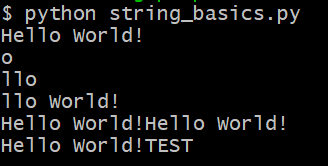 $ python string_basics.py
Hello World!
o
llo
llo World!
Hello World!Hello World!
Hello World!TEST